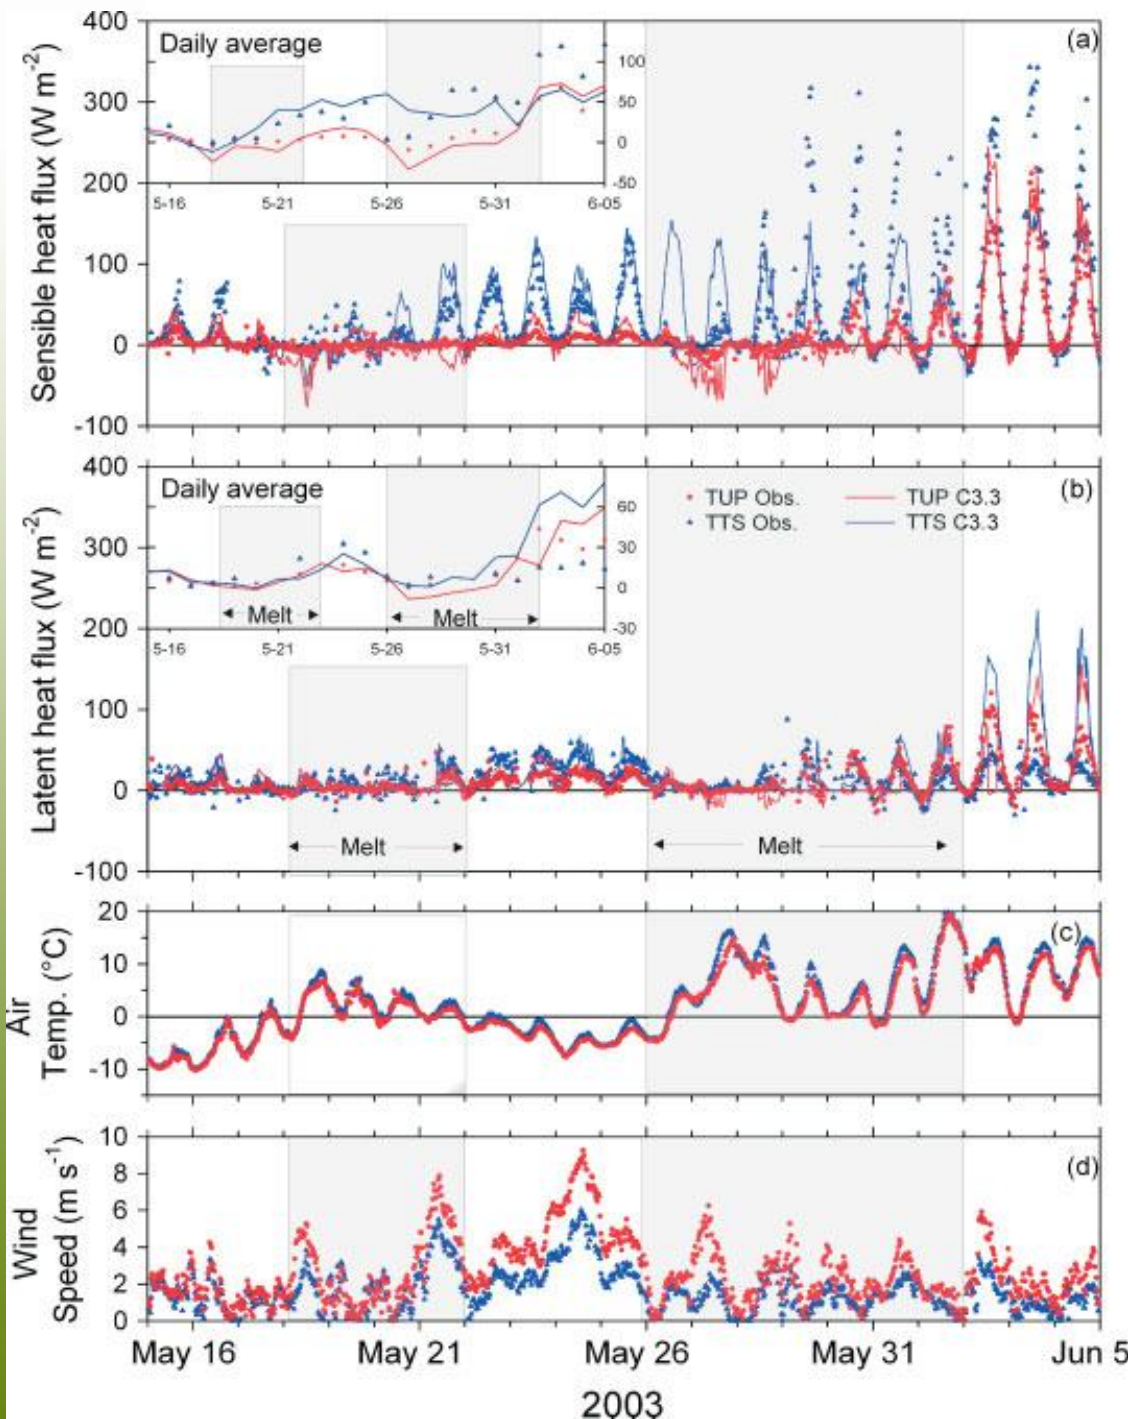 400
300
200
100
0
-100
Sensible heat flux (W m-2)
Daily average
(a)
100
50
0
-50
5-16 5-21 5-26 5-31 6-05
400
300
200
100
0
-100
Latent heat flux (W m-2)
Daily average
(b)
TUP Obs. TUP C3.3
TTS Obs. TTS C3.3
60
30
0
-30
Melt Melt
5-16 5-21 5-26 5-31 6-05
Melt Melt
20
10
0
-10
Air
Temp. (°C)
(c)
10
8
6
4
2
0
Wind
Speed (m s-1)
(d)
May 16 May 21 May 26 May 31 Jun 5
2003